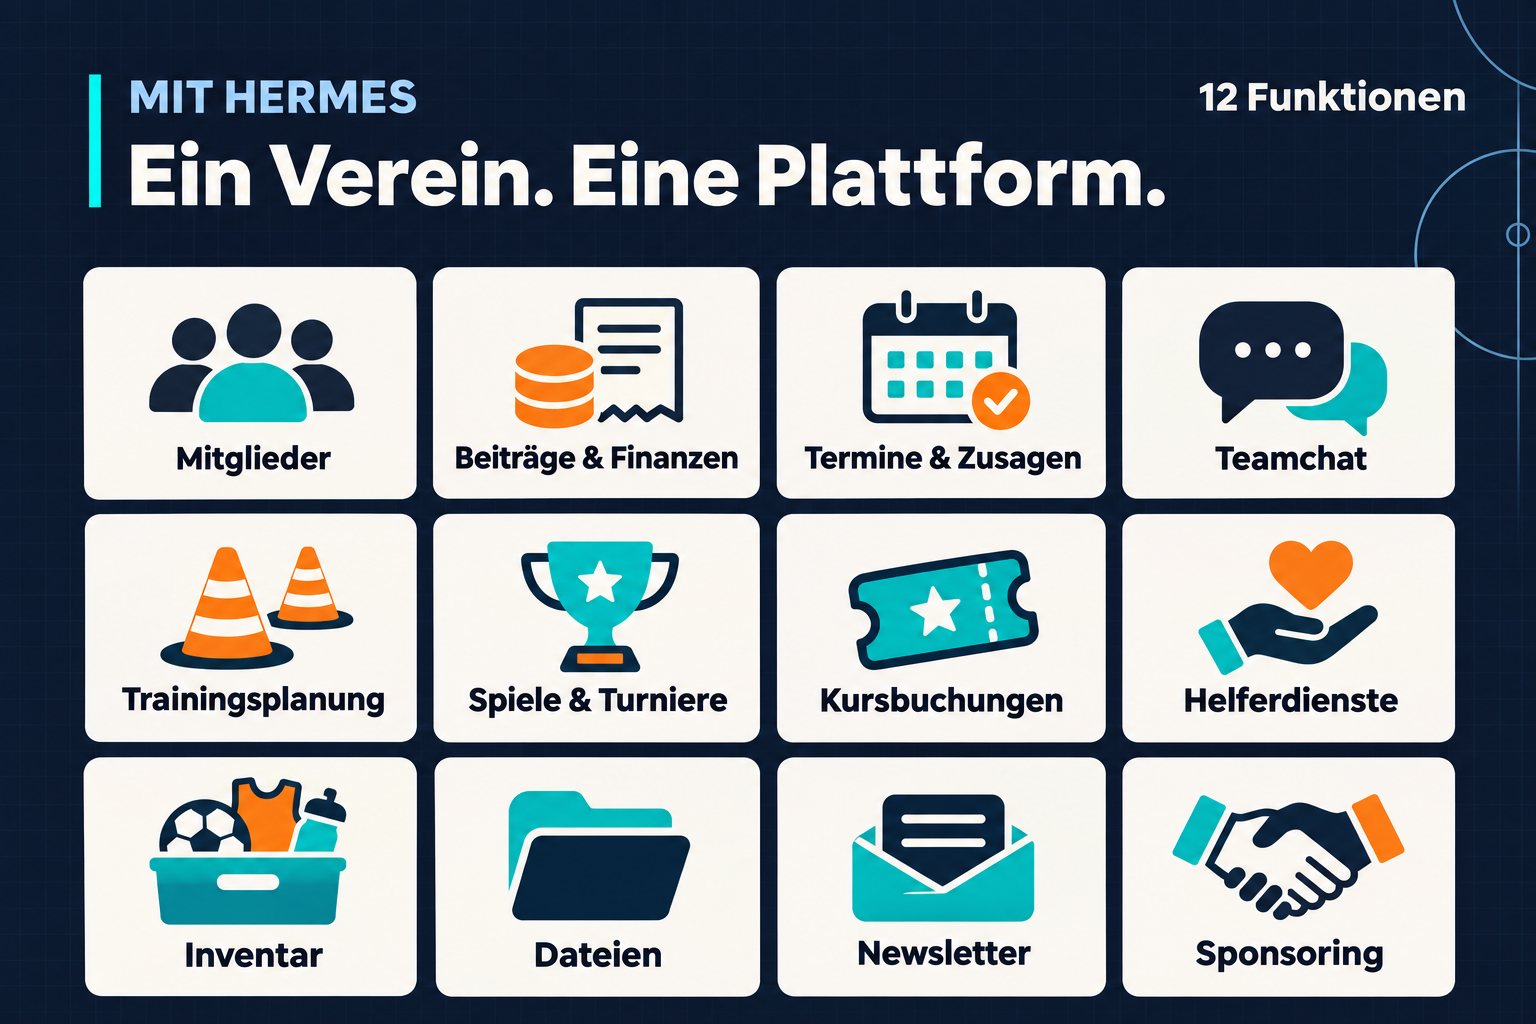 MIT HERMES
12 Funktionen
Ein Verein. Eine Plattform.
Mitglieder
Beiträge & Finanzen
Termine & Zusagen
Teamchat
Trainingsplanung
Spiele & Turniere
Kursbuchungen
Helferdienste
Inventar
Dateien
Newsletter
Sponsoring